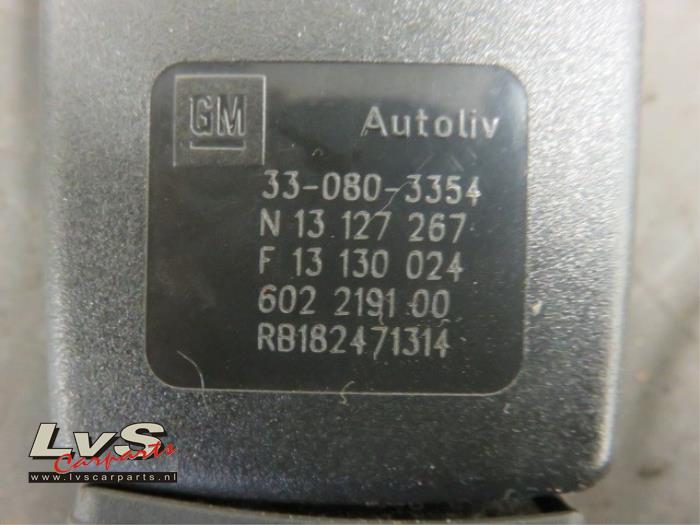 GM Autoliv
33-080-3354
N 13 127 267
F 13 130 024
602 2191 00
RB182471314
LvS
Carparts
www.lvscarparts.nl